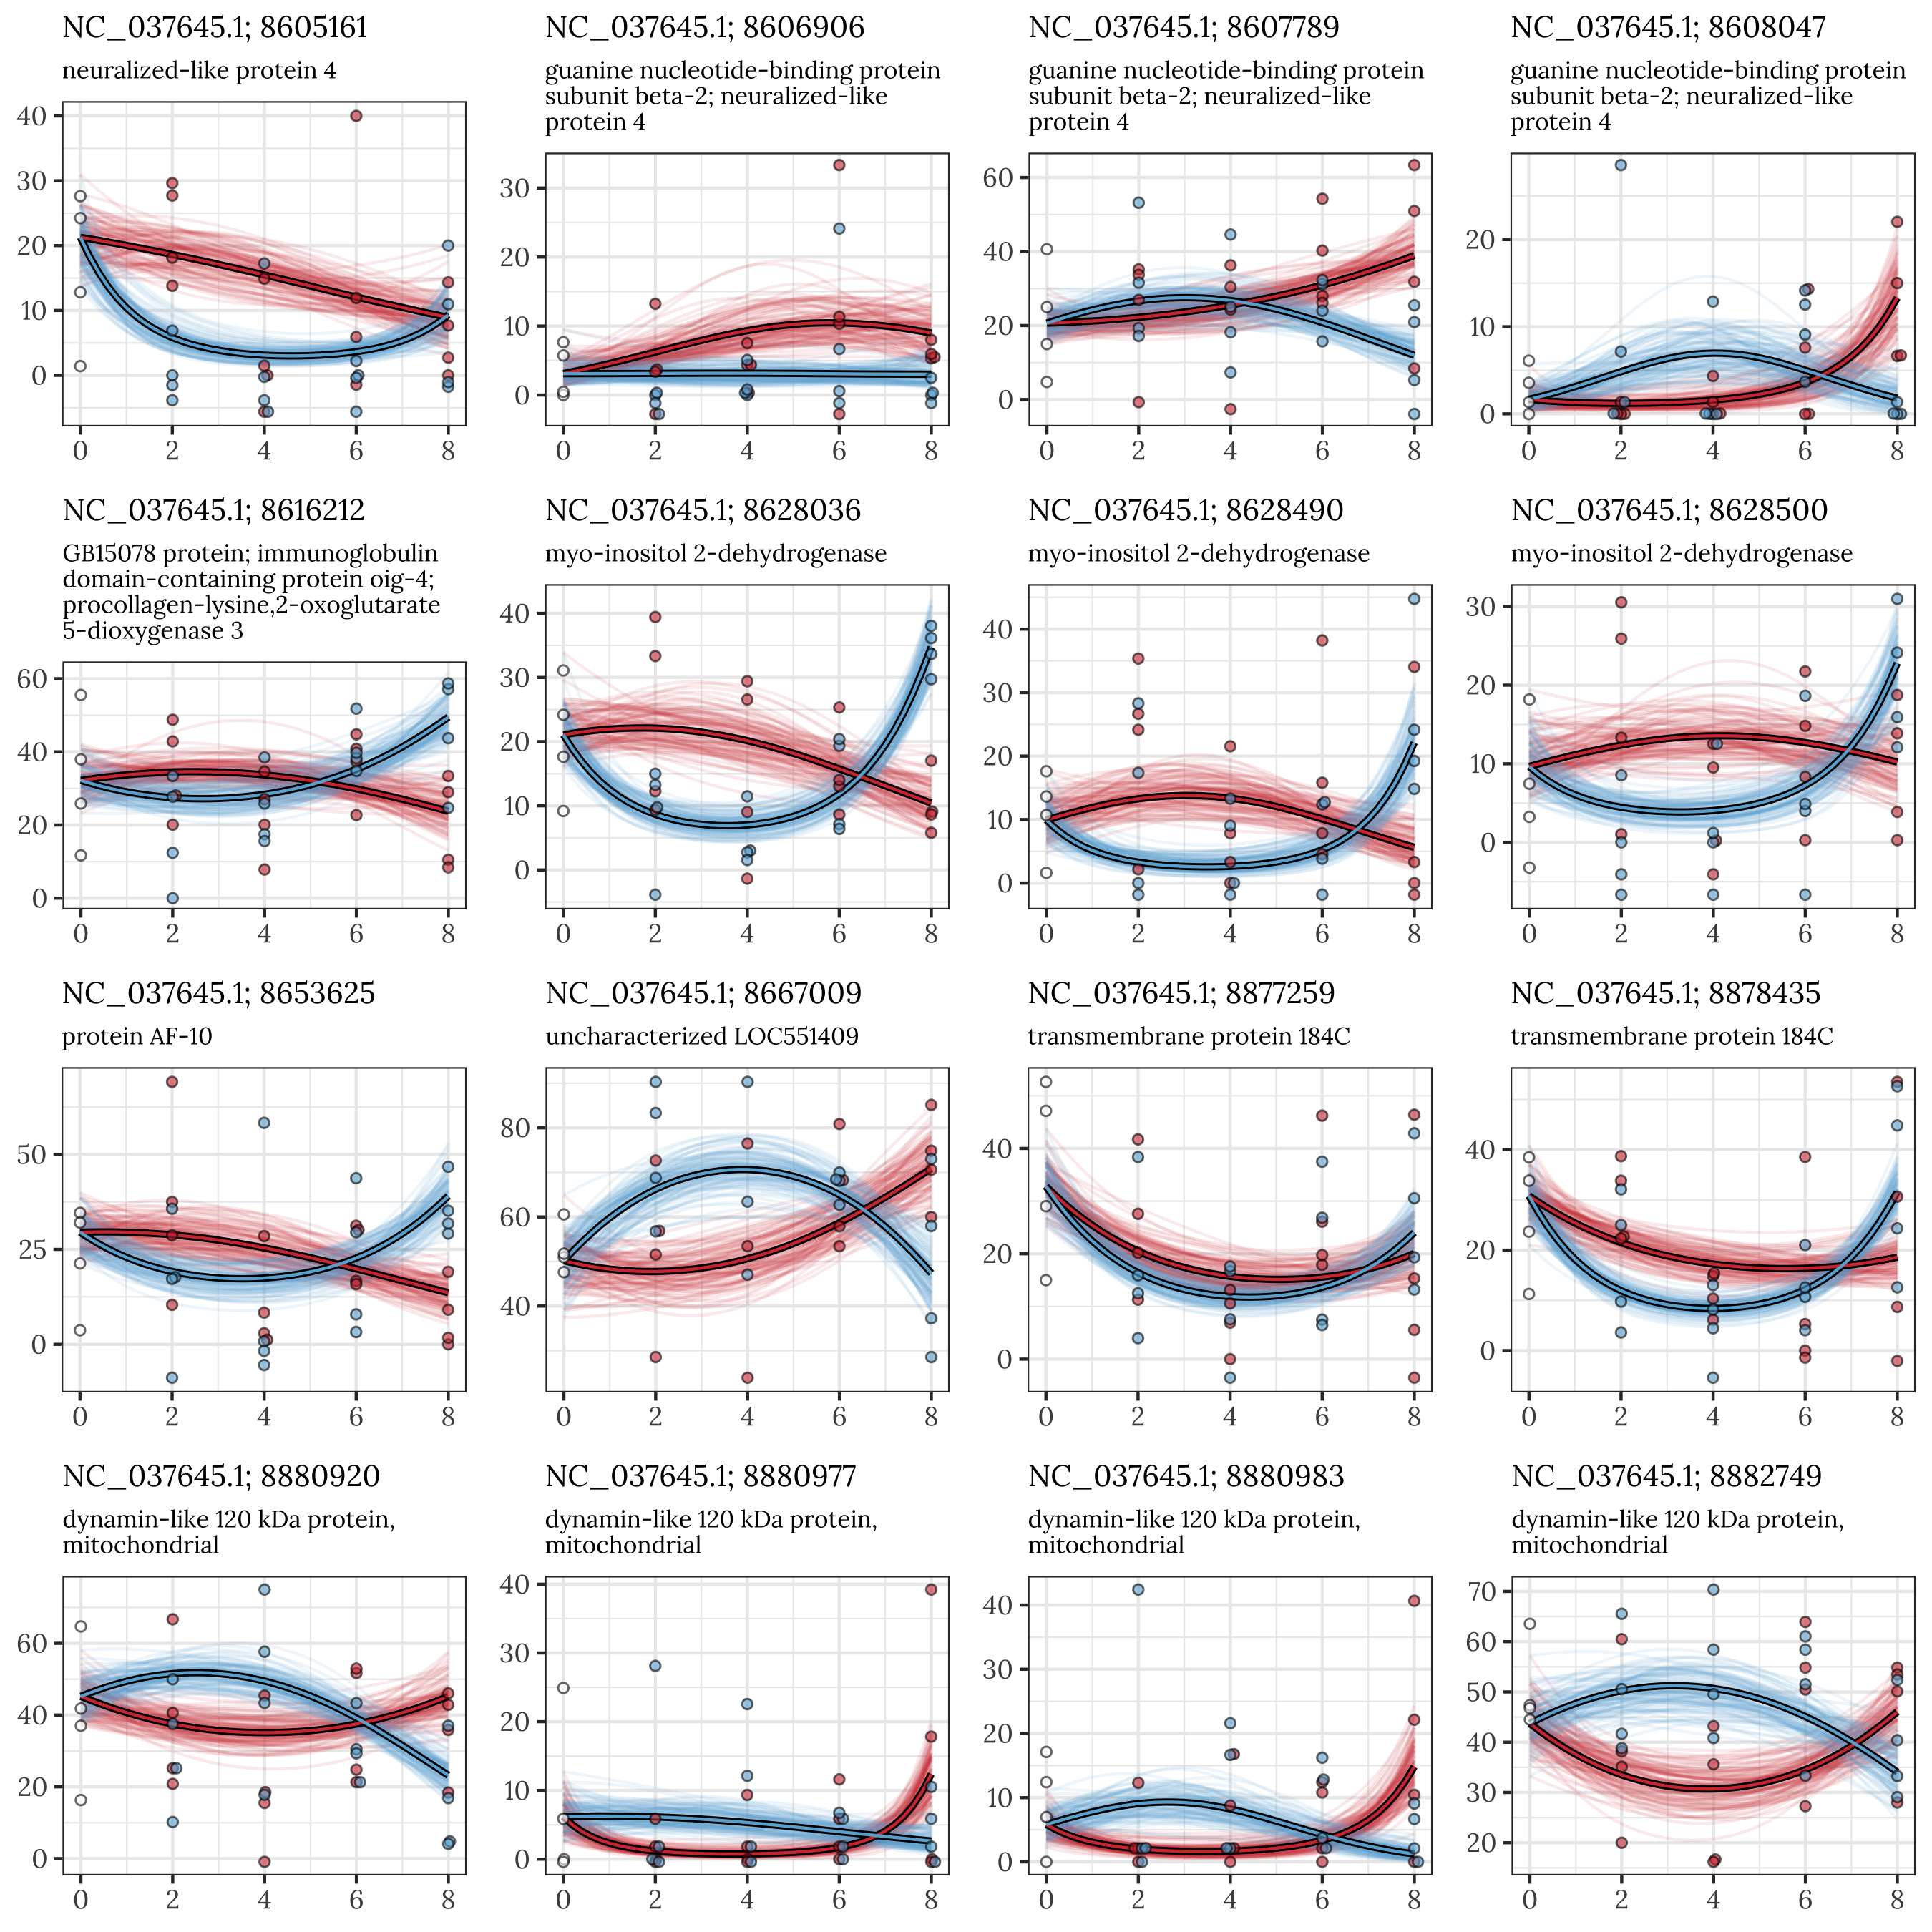 NC_037645.1; 8605161
neuralized-like protein 4
40
30
20
10
0
0 2 4 6 8
NC_037645.1; 8606906
guanine nucleotide-binding protein
subunit beta-2; neuralized-like
protein 4
30
20
10
0
0 2 4 6 8
NC_037645.1; 8607789
guanine nucleotide-binding protein
subunit beta-2; neuralized-like
protein 4
60
40
20
0
0 2 4 6 8
NC_037645.1; 8608047
guanine nucleotide-binding protein
subunit beta-2; neuralized-like
protein 4
20
10
0
0 2 4 6 8
NC_037645.1; 8616212
GB15078 protein; immunoglobulin
domain-containing protein oig-4;
procollagen-lysine,2-oxoglutarate
5-dioxygenase 3
60
40
20
0
0 2 4 6 8
NC_037645.1; 8628036
myo-inositol 2-dehydrogenase
40
30
20
10
0
0 2 4 6 8
NC_037645.1; 8628490
myo-inositol 2-dehydrogenase
40
30
20
10
0
0 2 4 6 8
NC_037645.1; 8628500
myo-inositol 2-dehydrogenase
30
20
10
0
0 2 4 6 8
NC_037645.1; 8653625
protein AF-10
50
25
0
0 2 4 6 8
NC_037645.1; 8667009
uncharacterized LOC551409
80
60
40
0 2 4 6 8
NC_037645.1; 8877259
transmembrane protein 184C
40
20
0
0 2 4 6 8
NC_037645.1; 8878435
transmembrane protein 184C
40
20
0
0 2 4 6 8
NC_037645.1; 8880920
dynamin-like 120 kDa protein,
mitochondrial
60
40
20
0
0 2 4 6 8
NC_037645.1; 8880977
dynamin-like 120 kDa protein,
mitochondrial
40
30
20
10
0
0 2 4 6 8
NC_037645.1; 8880983
dynamin-like 120 kDa protein,
mitochondrial
40
30
20
10
0
0 2 4 6 8
NC_037645.1; 8882749
dynamin-like 120 kDa protein,
mitochondrial
70
60
50
40
30
20
0 2 4 6 8